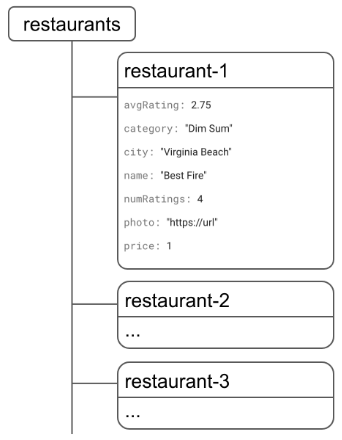 restaurants
restaurant-1
avgRating: 2.75
category: "Dim Sum"
city: "Virginia Beach"
name: "Best Fire"
numRatings: 4
photo: "https://url"
price: 1
restaurant-2
...
restaurant-3
...